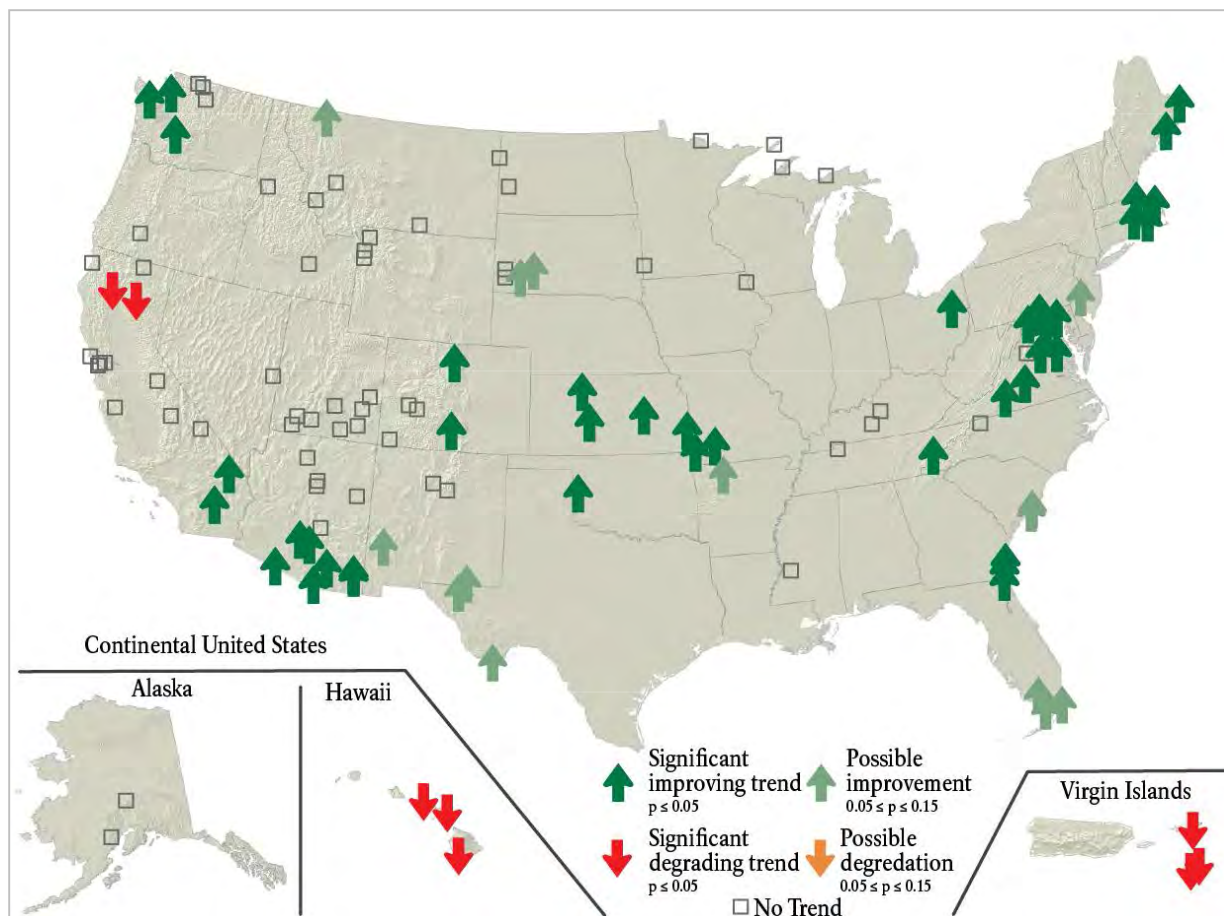 Continental United States
Alaska
Hawaii
Significant
improving trend
p ≤ 0.05
Possible
improvement
0.05 ≤ p ≤ 0.15
Significant
degrading trend
p ≤ 0.05
Possible
degredation
0.05 ≤ p ≤ 0.15
No Trend
Virgin Islands